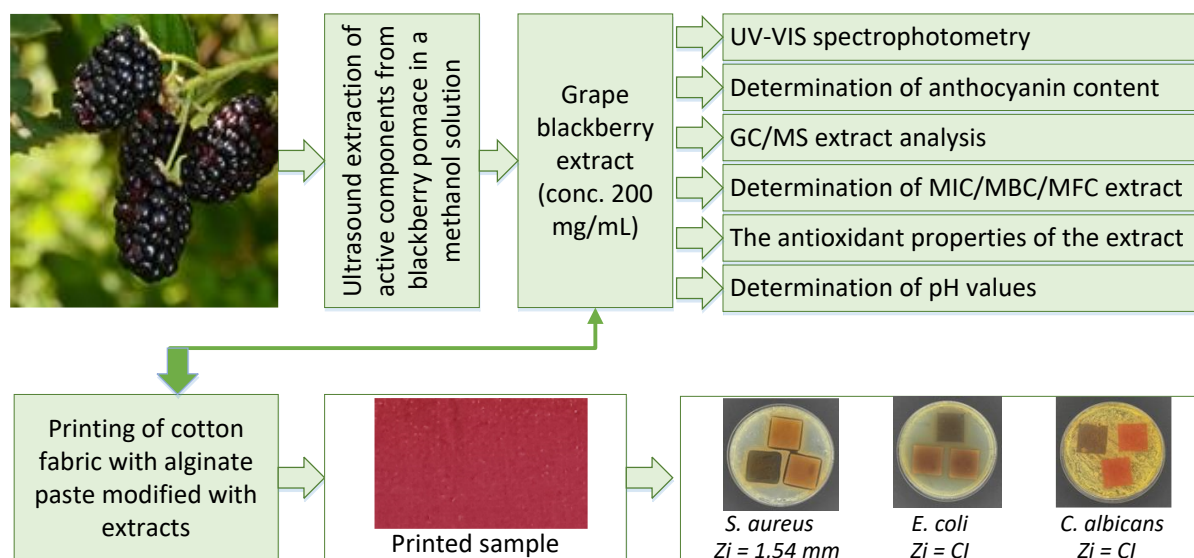 Ultrasound extraction of
active components from
blackberry pomace in a
methanol solution
Grape
blackberry
extract
(conc. 200
mg/mL)
UV-VIS spectrophotometry
Determination of anthocyanin content
GC/MS extract analysis
Determination of MIC/MBC/MFC extract
The antioxidant properties of the extract
Determination of pH values
Printing of cotton
fabric with alginate
paste modified with
extracts
Printed sample
S. aureus
Zi = 1.54 mm
E. coli
Zi = CI
C. albicans
Zi = CI